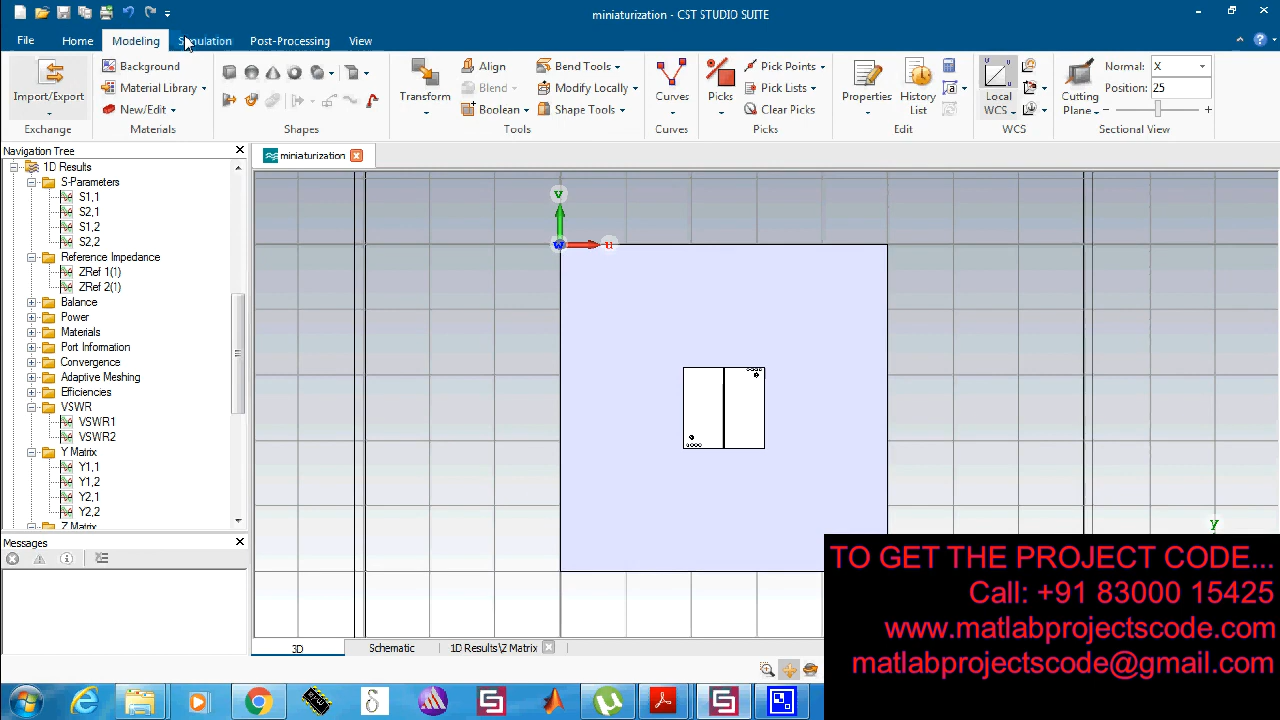 miniaturization - CST STUDIO SUITE
File Home Modeling Simulation Post-Processing View
Import/Export
Exchange
Background
Material Library
New/Edit
Materials
Shapes
Transform
Align
Blend
Boolean
Bend Tools
Modify Locally
Shape Tools
Tools
Curves
Curves
Picks
Pick Points
Pick Lists
Clear Picks
Picks
Properties
History List
Edit
Local WCS
WCS
Cutting Plane
Normal: X
Position: 25
Sectional View
Navigation Tree
miniaturization
1D Results
S-Parameters
S1,1
S2,1
S1,2
S2,2
Reference Impedance
ZRef 1(1)
ZRef 2(1)
Balance
Power
Materials
Port Information
Convergence
Adaptive Meshing
Efficiencies
VSWR
VSWR1
VSWR2
Y Matrix
Y1,1
Y1,2
Y2,1
Y2,2
Z Matrix
v
w
u
y
Messages
3D Schematic 1D Results\Z Matrix
TO GET THE PROJECT CODE...
Call: +91 83000 15425
www.matlabprojectscode.com
matlabprojectscode@gmail.com